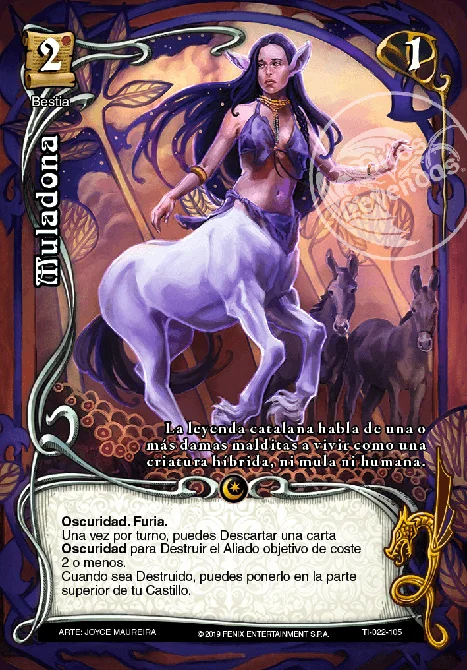 2
1
Bestia
Muladona
La leyenda catalana habla de una o
más damas malditas a vivir como una
criatura híbrida, ni mula ni humana.
Oscuridad. Furia.
Una vez por turno, puedes Descartar una carta
Oscuridad para Destruir el Aliado objetivo de coste
2 o menos.
Cuando sea Destruido, puedes ponerlo en la parte
superior de tu Castillo.
ARTE: JOYCE MAUREIRA
© 2019 FENIX ENTERTAINMENT S.P.A.
TI-022-105